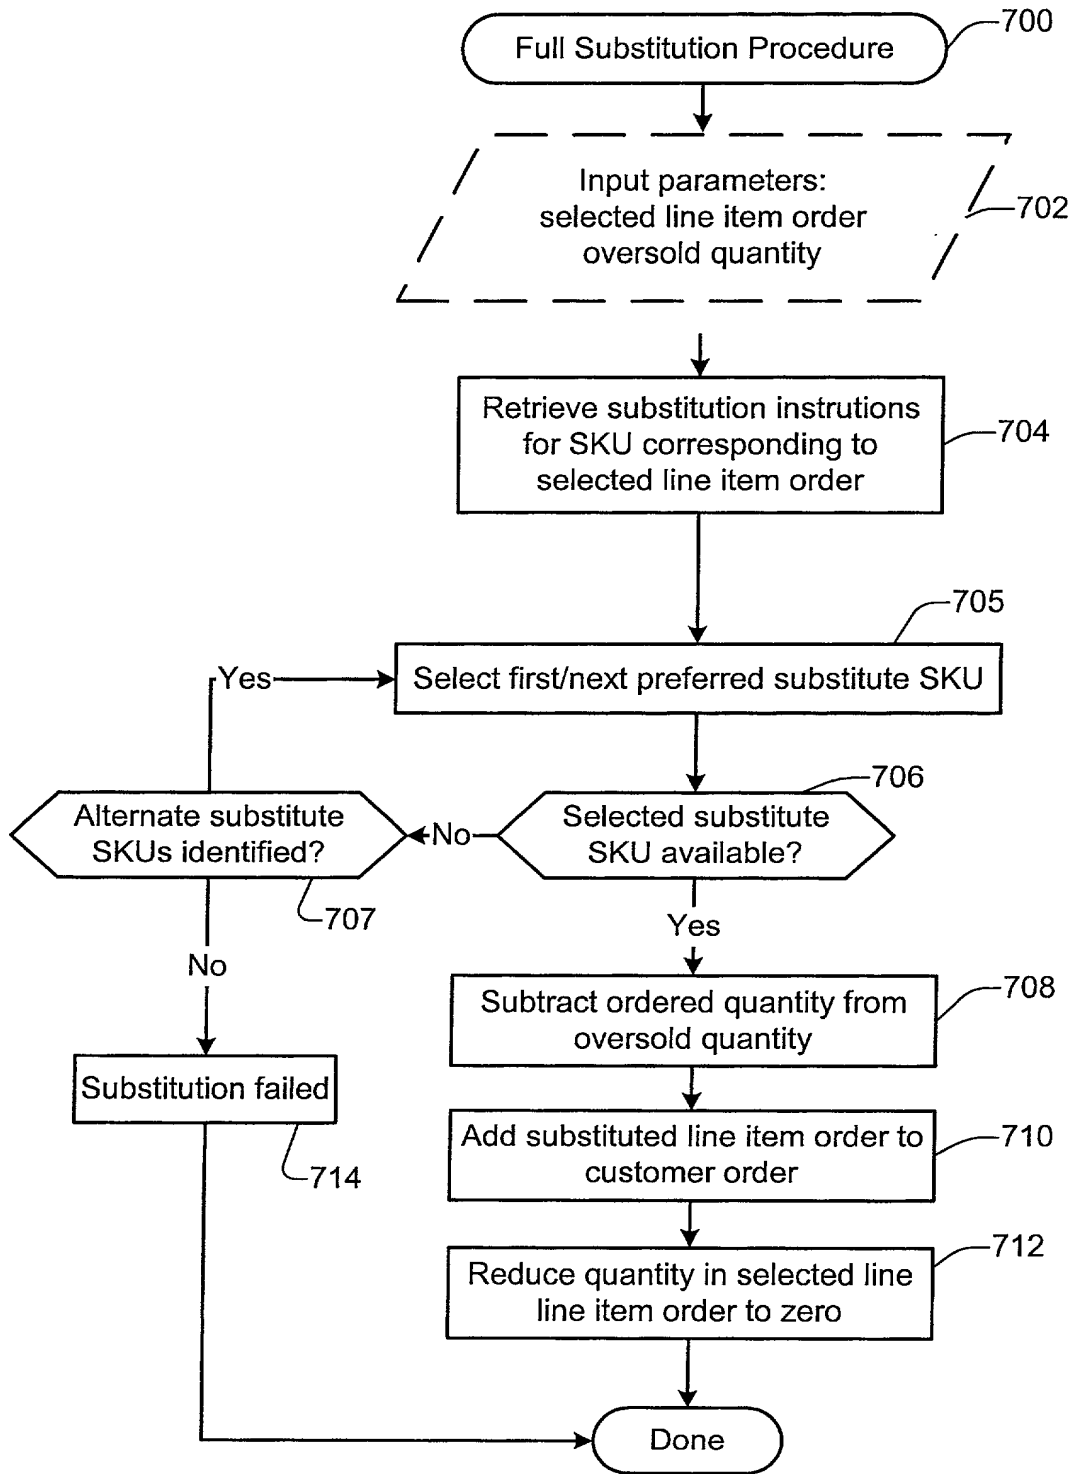 700
Full Substitution Procedure
Input parameters:
selected line item order
oversold quantity
702
Retrieve substitution instrutions
for SKU corresponding to
selected line item order
704
705
Select first/next preferred substitute SKU
Yes
706
Alternate substitute
SKUs identified?
No
Selected substitute
SKU available?
707
Yes
No
Subtract ordered quantity from
oversold quantity
708
Substitution failed
714
Add substituted line item order to
customer order
710
712
Reduce quantity in selected line
line item order to zero
Done